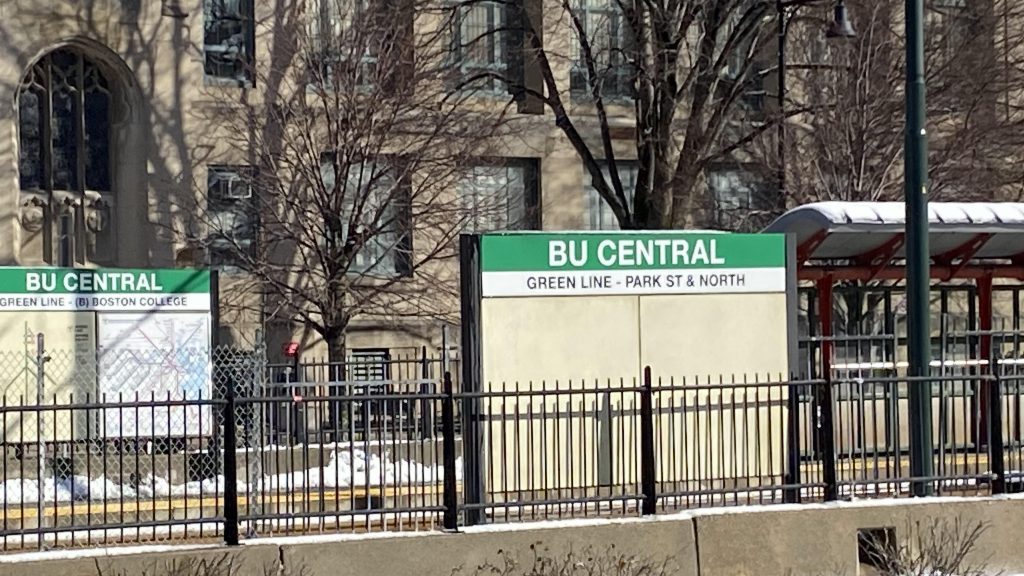 BU CENTRAL
GREEN LINE - (B) BOSTON COLLEGE
BU CENTRAL
GREEN LINE - PARK ST & NORTH